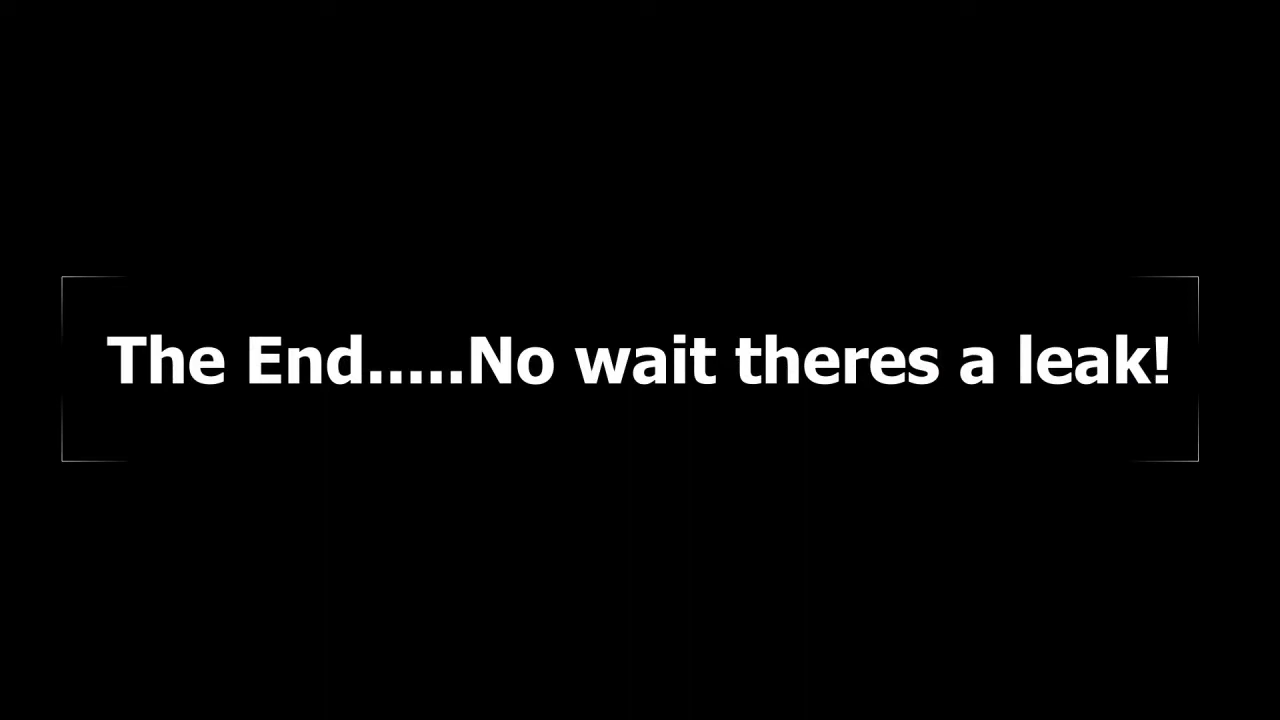 The End.....No wait theres a leak!